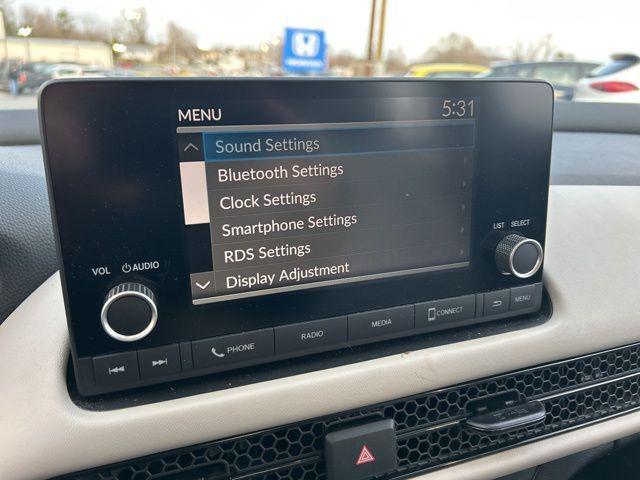 HONDA
MENU 5:31
Sound Settings
Bluetooth Settings
Clock Settings
Smartphone Settings
RDS Settings
Display Adjustment
VOL AUDIO
LIST SELECT
PHONE RADIO MEDIA CONNECT MENU